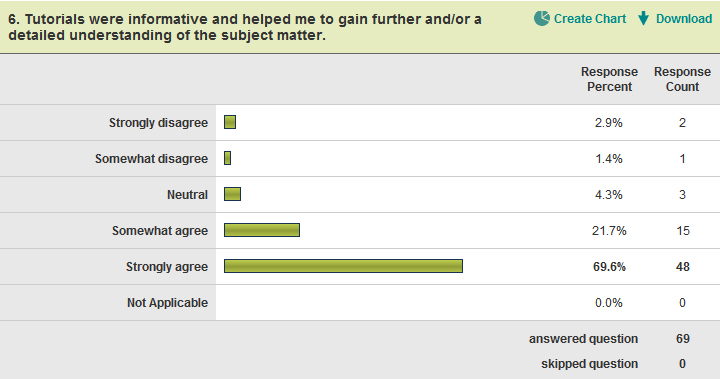 6. Tutorials were informative and helped me to gain further and/or a
detailed understanding of the subject matter.
Create Chart Download
Response Percent Response Count
Strongly disagree 2.9% 2
Somewhat disagree 1.4% 1
Neutral 4.3% 3
Somewhat agree 21.7% 15
Strongly agree 69.6% 48
Not Applicable 0.0% 0
answered question 69
skipped question 0